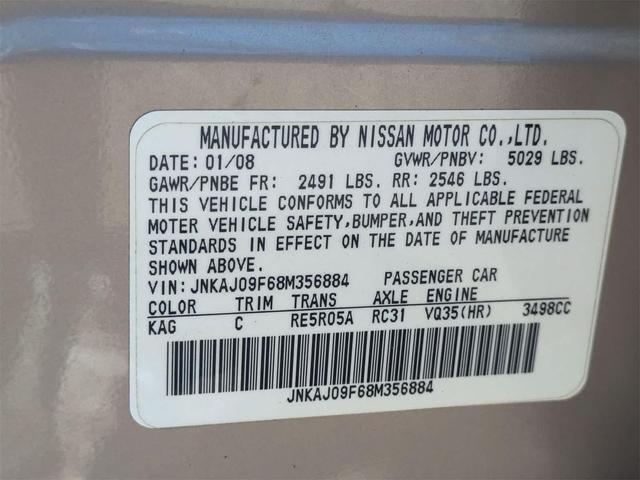 MANUFACTURED BY NISSAN MOTOR CO.,LTD.
DATE: 01/08 GVWR/PNBV: 5029 LBS.
GAWR/PNBE FR: 2491 LBS. RR: 2546 LBS.
THIS VEHICLE CONFORMS TO ALL APPLICABLE FEDERAL
MOTER VEHICLE SAFETY,BUMPER,AND THEFT PREVENTION
STANDARDS IN EFFECT ON THE DATE OF MANUFACTURE
SHOWN ABOVE.
VIN: JNKAJ09F68M356884 PASSENGER CAR
COLOR TRIM TRANS AXLE ENGINE
KAG C RE5R05A RC31 VQ35(HR) 3498CC
JNKAJ09F68M356884